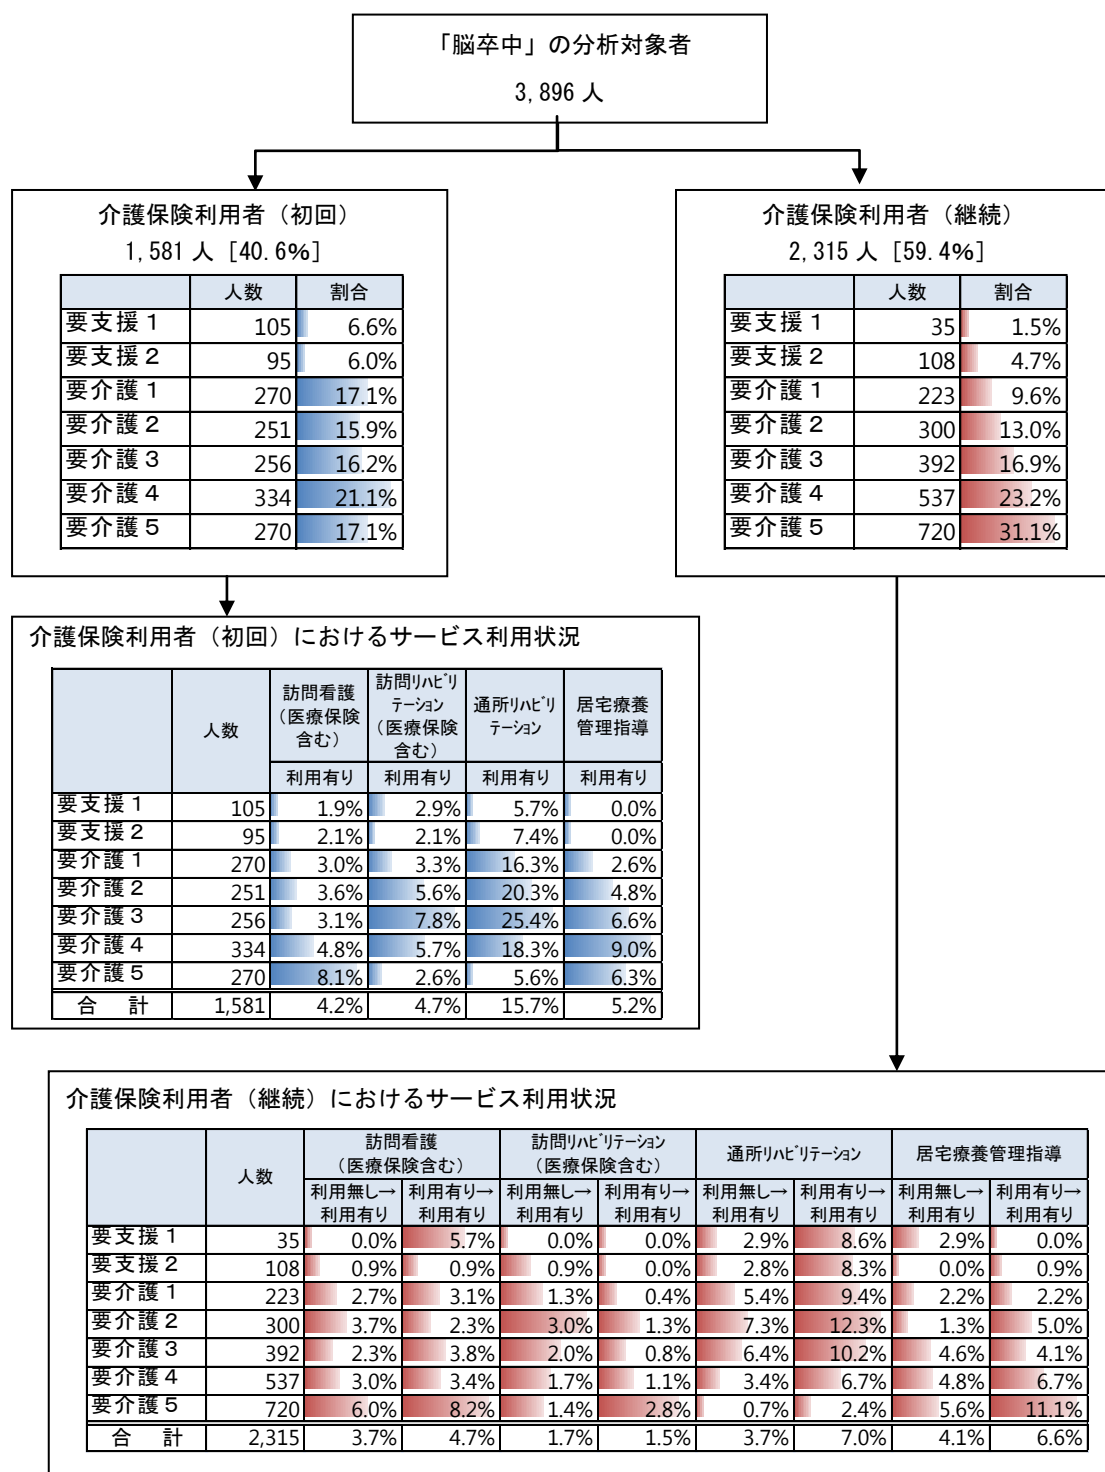 「脳卒中」の分析対象者
3,896 人
介護保険利用者（初回）
1,581 人［40.6%］
人数 割合
要支援１ 105 6.6%
要支援２ 95 6.0%
要介護１ 270 17.1%
要介護２ 251 15.9%
要介護３ 256 16.2%
要介護４ 334 21.1%
要介護５ 270 17.1%
介護保険利用者（継続）
2,315 人［59.4%］
人数 割合
要支援１ 35 1.5%
要支援２ 108 4.7%
要介護１ 223 9.6%
要介護２ 300 13.0%
要介護３ 392 16.9%
要介護４ 537 23.2%
要介護５ 720 31.1%
介護保険利用者（初回）におけるサービス利用状況
人数
訪問看護
（医療保険
含む）
訪問ﾘﾊﾋﾞﾘ
ﾃｰｼｮﾝ
（医療保険
含む）
通所ﾘﾊﾋﾞﾘ
ﾃｰｼｮﾝ
居宅療養
管理指導
利用有り 利用有り 利用有り 利用有り
要支援１ 105 1.9% 2.9% 5.7% 0.0%
要支援２ 95 2.1% 2.1% 7.4% 0.0%
要介護１ 270 3.0% 3.3% 16.3% 2.6%
要介護２ 251 3.6% 5.6% 20.3% 4.8%
要介護３ 256 3.1% 7.8% 25.4% 6.6%
要介護４ 334 4.8% 5.7% 18.3% 9.0%
要介護５ 270 8.1% 2.6% 5.6% 6.3%
合 計 1,581 4.2% 4.7% 15.7% 5.2%
介護保険利用者（継続）におけるサービス利用状況
人数
訪問看護
（医療保険含む）
訪問ﾘﾊﾋﾞﾘﾃｰｼｮﾝ
（医療保険含む）
通所ﾘﾊﾋﾞﾘﾃｰｼｮﾝ
居宅療養管理指導
利用無し→ 利用有り→ 利用無し→ 利用有り→ 利用無し→ 利用有り→ 利用無し→ 利用有り→
利用有り 利用有り 利用有り 利用有り 利用有り 利用有り 利用有り 利用有り
要支援１ 35 0.0% 5.7% 0.0% 0.0% 2.9% 8.6% 2.9% 0.0%
要支援２ 108 0.9% 0.9% 0.9% 0.0% 2.8% 8.3% 0.0% 0.9%
要介護１ 223 2.7% 3.1% 1.3% 0.4% 5.4% 9.4% 2.2% 2.2%
要介護２ 300 3.7% 2.3% 3.0% 1.3% 7.3% 12.3% 1.3% 5.0%
要介護３ 392 2.3% 3.8% 2.0% 0.8% 6.4% 10.2% 4.6% 4.1%
要介護４ 537 3.0% 3.4% 1.7% 1.1% 3.4% 6.7% 4.8% 6.7%
要介護５ 720 6.0% 8.2% 1.4% 2.8% 0.7% 2.4% 5.6% 11.1%
合 計 2,315 3.7% 4.7% 1.7% 1.5% 3.7% 7.0% 4.1% 6.6%